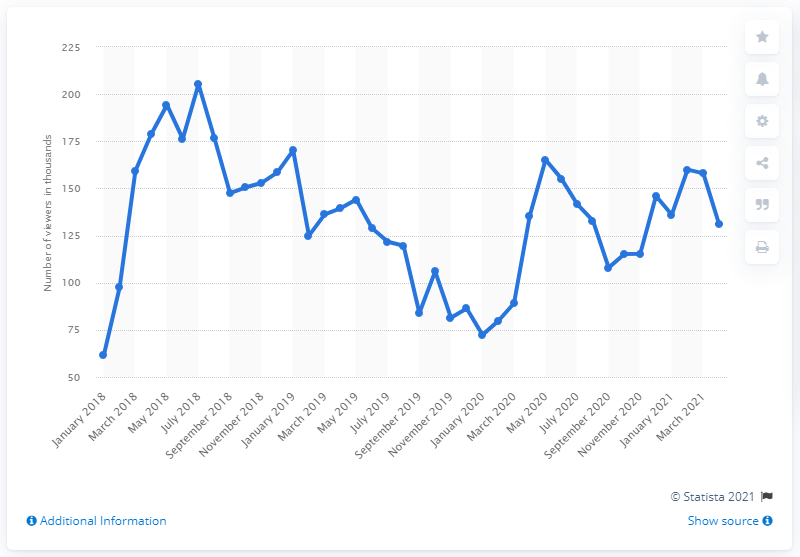 225
200
175
150
125
100
75
50
Number of viewers in thousands
January 2018
March 2018
May 2018
July 2018
September 2018
November 2018
January 2019
March 2019
May 2019
July 2019
September 2019
November 2019
January 2020
March 2020
May 2020
July 2020
September 2020
November 2020
January 2021
March 2021
© Statista 2021
Additional Information
Show source